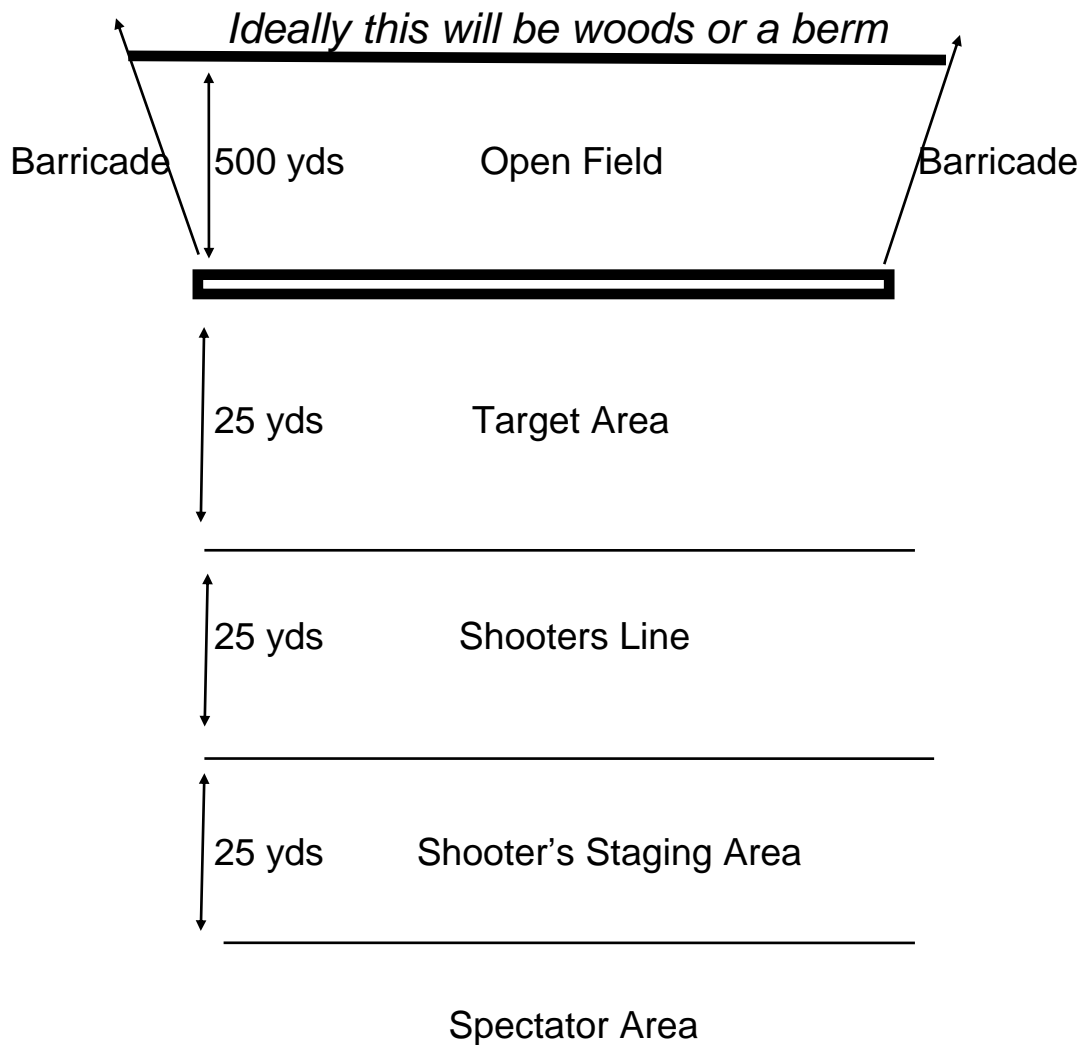 Ideally this will be woods or a berm
Barricade 500 yds Open Field Barricade
25 yds Target Area
25 yds Shooters Line
25 yds Shooter’s Staging Area
Spectator Area